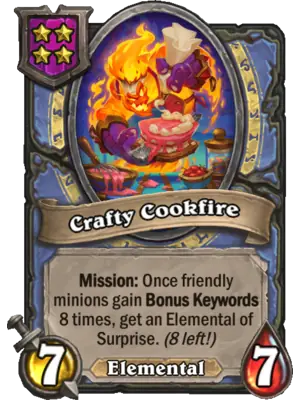 Crafty Cookfire
Mission: Once friendly
minions gain Bonus Keywords
8 times, get an Elemental of
Surprise. (8 left!)
7
Elemental
7